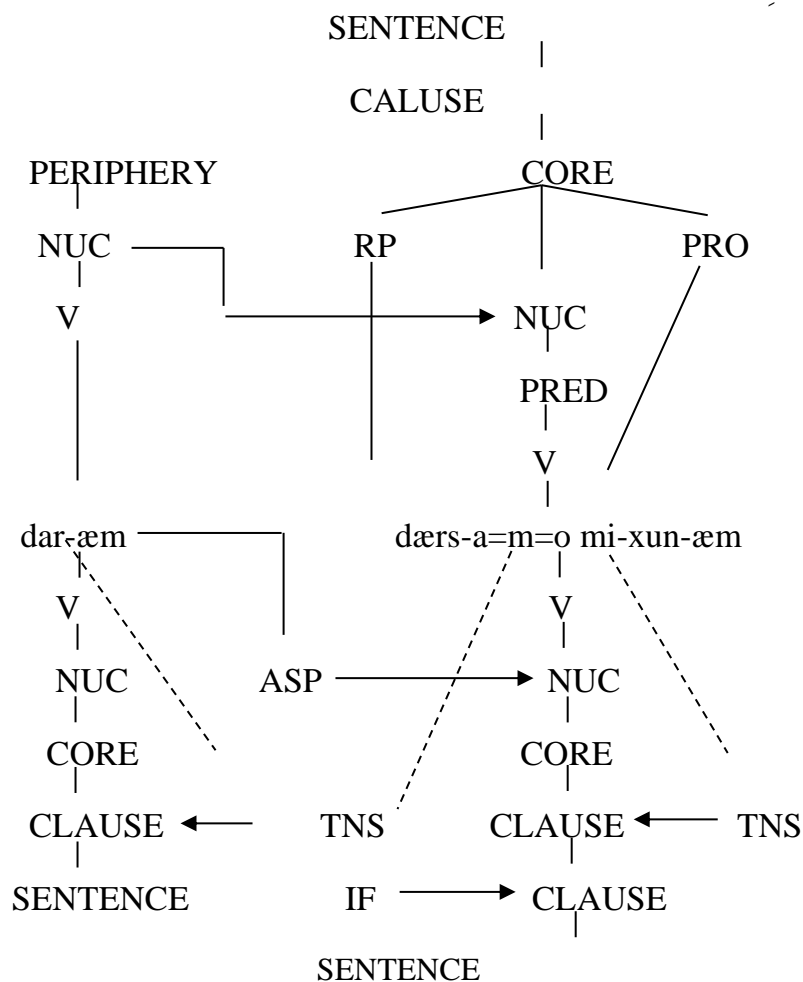 SENTENCE
CALUSE
PERIPHERY CORE
NUC RP PRO
V NUC
PRED
V
dar-æm dærs-a=m=o mi-xun-æm
V V
NUC ASP NUC
CORE CORE
CLAUSE TNS CLAUSE TNS
SENTENCE IF CLAUSE
SENTENCE